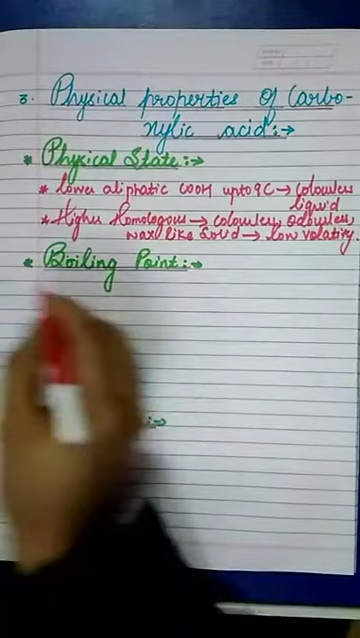 3. Physical properties of Carbo-
xylic acid:→
* Physical State:→
* Lower aliphatic COOH upto 9C → colourless
liquid
* Higher Homologous → colourless, odourless,
wax like Solid → low volatiny.
* Boiling Point:→